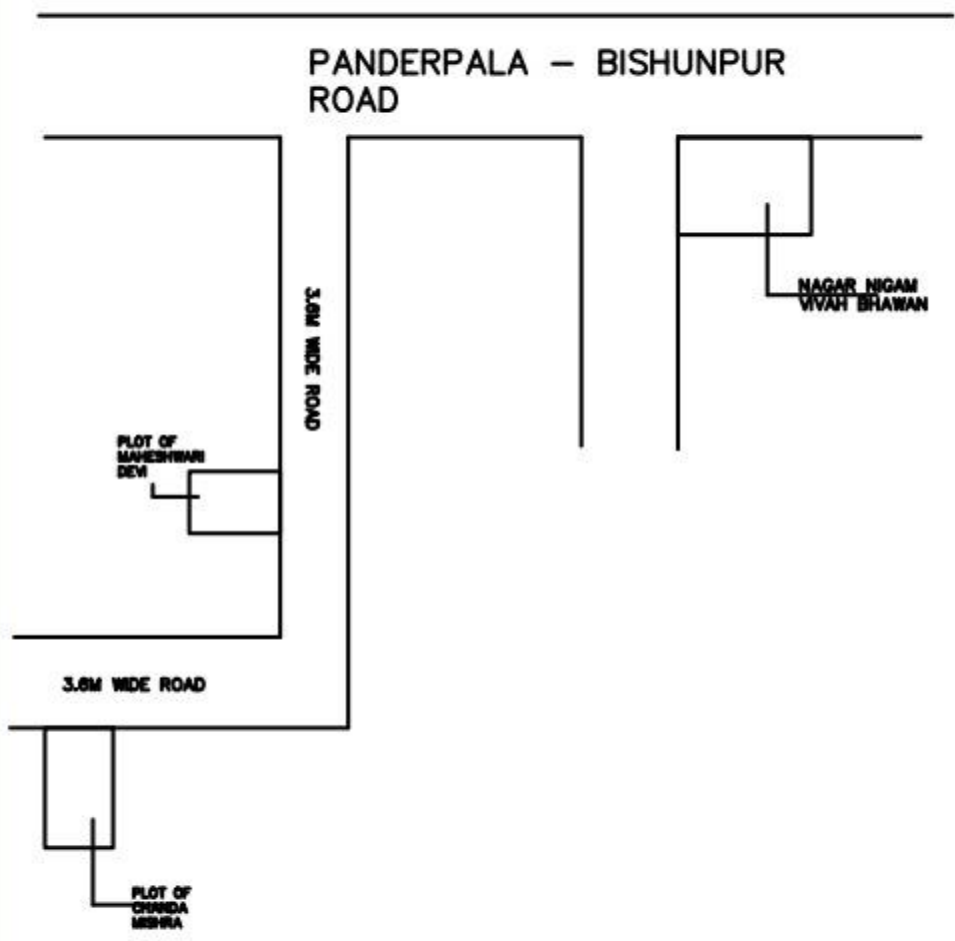 PANDERPALA – BISHUNPUR
ROAD
NAGAR NIGAM
VIVAH BHAWAN
3.6M WIDE ROAD
PLOT OF
MAHESHWARI
DEVI
3.6M WIDE ROAD
PLOT OF
CHANDA
MISHRA